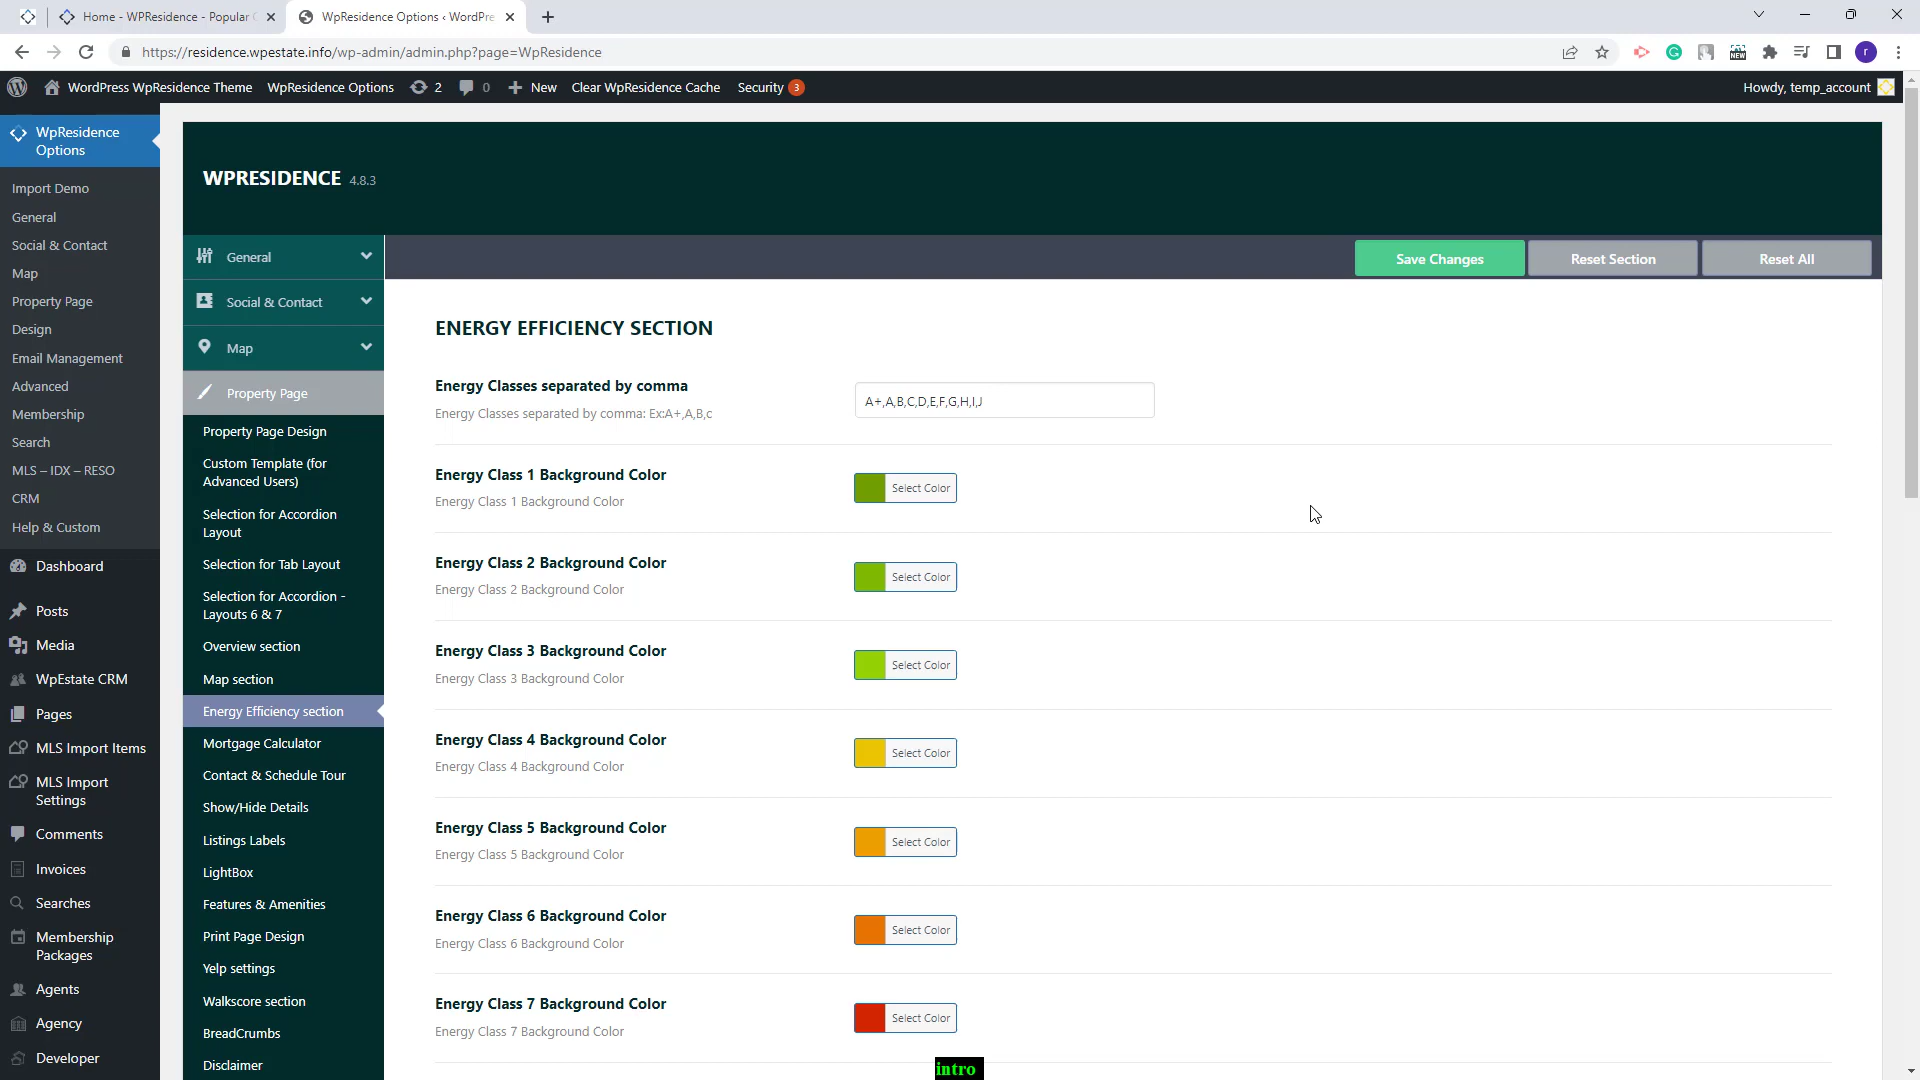 Home - WPResidence - Popular
WpResidence Options ‹ WordPre
https://residence.wpestate.info/wp-admin/admin.php?page=WpResidence
NEW
r
WordPress WpResidence Theme
WpResidence Options
2
0
New
Clear WpResidence Cache
Security 3
Howdy, temp_account
WpResidence
Options
Import Demo
General
Social & Contact
Map
Property Page
Design
Email Management
Advanced
Membership
Search
MLS – IDX – RESO
CRM
Help & Custom
Dashboard
Posts
Media
WpEstate CRM
Pages
MLS Import Items
MLS Import
Settings
Comments
Invoices
Searches
Membership
Packages
Agents
Agency
Developer
WPRESIDENCE 4.8.3
General
Social & Contact
Map
Property Page
Property Page Design
Custom Template (for
Advanced Users)
Selection for Accordion
Layout
Selection for Tab Layout
Selection for Accordion -
Layouts 6 & 7
Overview section
Map section
Energy Efficiency section
Mortgage Calculator
Contact & Schedule Tour
Show/Hide Details
Listings Labels
LightBox
Features & Amenities
Print Page Design
Yelp settings
Walkscore section
BreadCrumbs
Disclaimer
Save Changes
Reset Section
Reset All
ENERGY EFFICIENCY SECTION
Energy Classes separated by comma
Energy Classes separated by comma: Ex:A+,A,B,c
A+,A,B,C,D,E,F,G,H,I,J
Energy Class 1 Background Color
Energy Class 1 Background Color
Select Color
Energy Class 2 Background Color
Energy Class 2 Background Color
Select Color
Energy Class 3 Background Color
Energy Class 3 Background Color
Select Color
Energy Class 4 Background Color
Energy Class 4 Background Color
Select Color
Energy Class 5 Background Color
Energy Class 5 Background Color
Select Color
Energy Class 6 Background Color
Energy Class 6 Background Color
Select Color
Energy Class 7 Background Color
Energy Class 7 Background Color
Select Color
intro